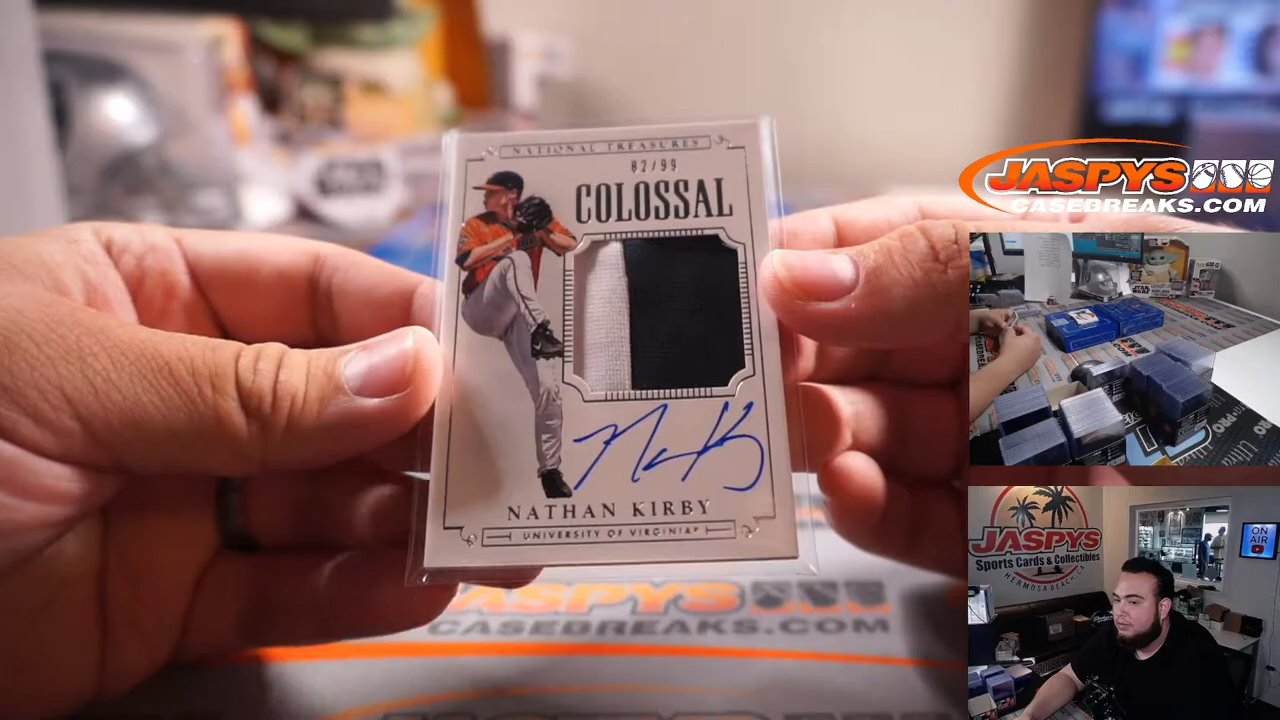 NATIONAL TREASURES
82/99
COLOSSAL
NATHAN KIRBY
UNIVERSITY OF VIRGINIA
JASPYS
CASEBREAKS.COM
JASPYS
CASEBREAKS.COM
JASPYS
Sports Cards & Collectibles
HERMOSA BEACH, CA
ON
AIR